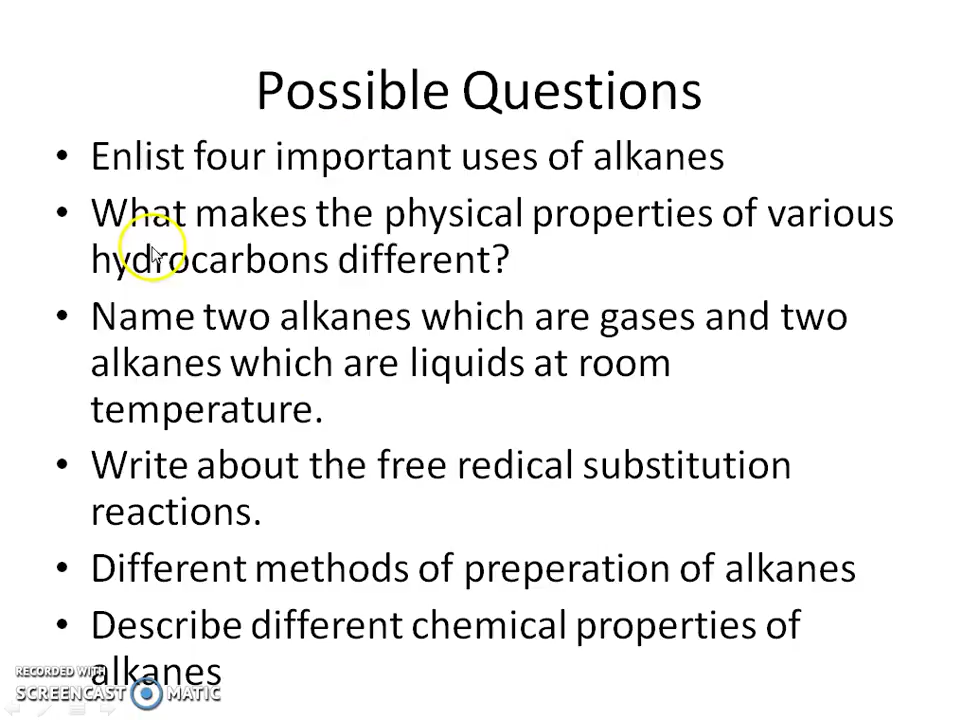 Possible Questions
• Enlist four important uses of alkanes
• What makes the physical properties of various
hydrocarbons different?
• Name two alkanes which are gases and two
alkanes which are liquids at room
temperature.
• Write about the free redical substitution
reactions.
• Different methods of preperation of alkanes
• Describe different chemical properties of
alkanes
RECORDED WITH
SCREENCAST MATIC